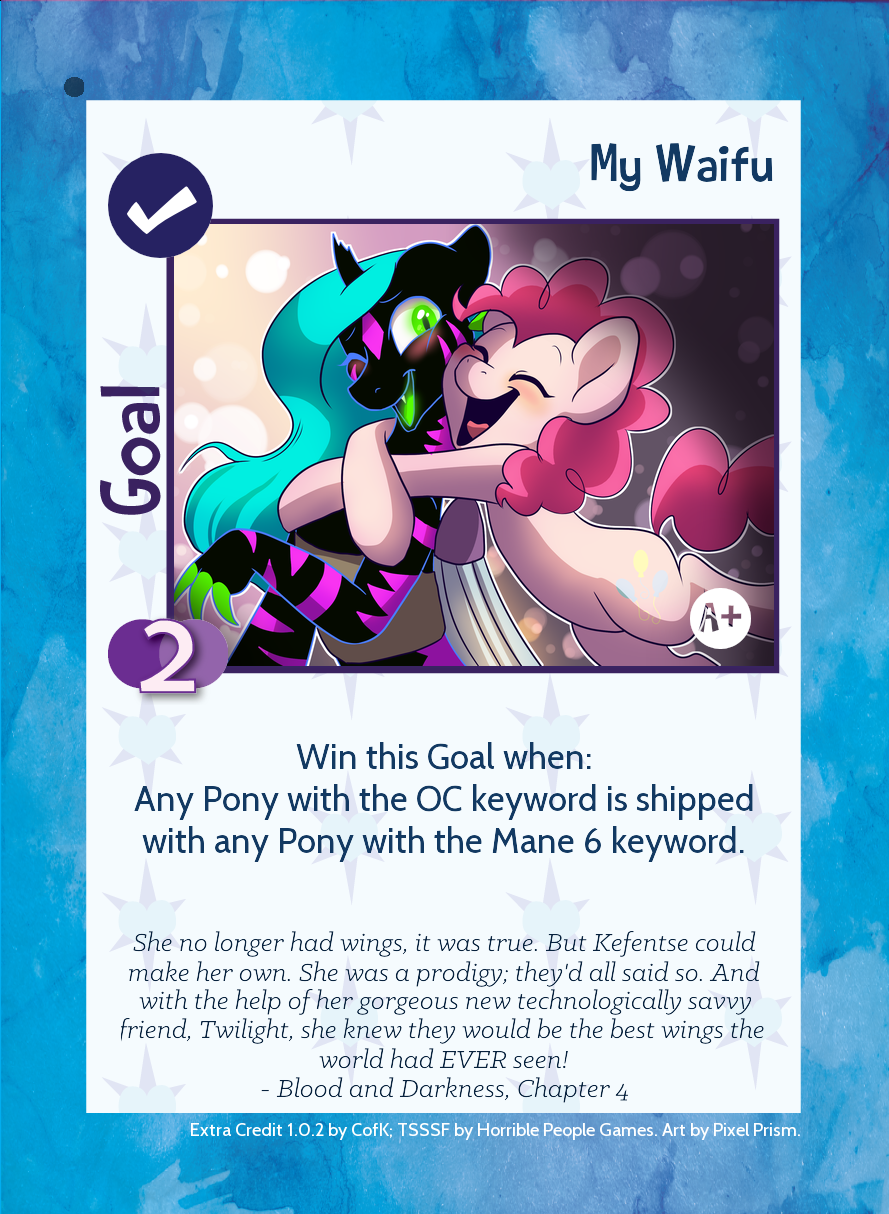 My Waifu
Goal
2
A+
Win this Goal when:
Any Pony with the OC keyword is shipped
with any Pony with the Mane 6 keyword.
She no longer had wings, it was true. But Kefentse could
make her own. She was a prodigy; they'd all said so. And
with the help of her gorgeous new technologically savvy
friend, Twilight, she knew they would be the best wings the
world had EVER seen!
- Blood and Darkness, Chapter 4
Extra Credit 1.0.2 by CofK; TSSSF by Horrible People Games. Art by Pixel Prism.